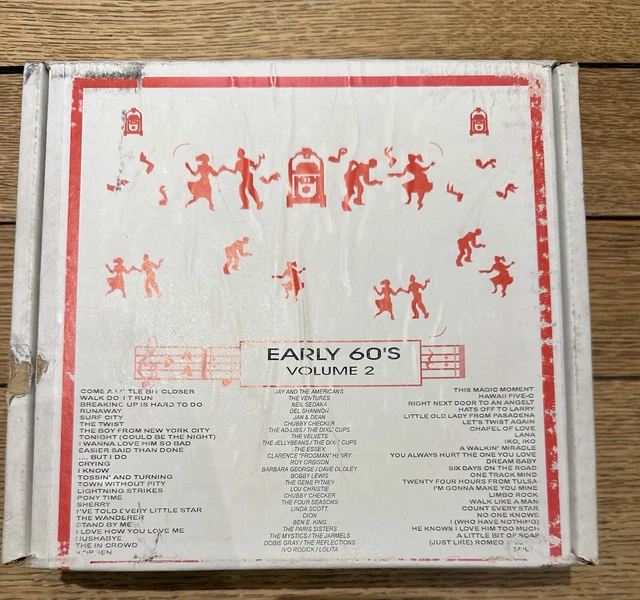 EARLY 60'S
VOLUME 2
COME A LITTLE BIT CLOSER
WALK DON'T RUN
BREAKING UP IS HARD TO DO
RUNAWAY
SURF CITY
THE TWIST
THE BOY FROM NEW YORK CITY
TONIGHT (COULD BE THE NIGHT)
I WANNA LOVE HIM SO BAD
EASIER SAID THAN DONE
.... BUT I DO
CRYING
I KNOW
TOSSIN' AND TURNING
TOWN WITHOUT PITY
LIGHTNING STRIKES
PONY TIME
SHERRY
I'VE TOLD EVERY LITTLE STAR
THE WANDERER
STAND BY ME
I LOVE HOW YOU LOVE ME
HUSHABYE
THE IN CROWD
JAY AND THE AMERICANS
THE VENTURES
NEIL SEDAKA
DEL SHANNON
JAN & DEAN
CHUBBY CHECKER
THE AD-LIBS / THE DIXIE CUPS
THE VELVETS
THE JELLYBEANS / THE DIXIE CUPS
THE ESSEX
CLARENCE "FROGMAN" HENRY
ROY ORBISON
BARBARA GEORGE / DAVE DUDLEY
BOBBY LEWIS
THE GENE PITNEY
LOU CHRISTIE
CHUBBY CHECKER
THE FOUR SEASONS
LINDA SCOTT
DION
BEN E. KING
THE PARIS SISTERS
THE MYSTICS / THE JARMELS
DOBIE GRAY / THE REFLECTIONS
IVO ROBICK / LOLITA
THIS MAGIC MOMENT
HAWAII FIVE-O
RIGHT NEXT DOOR TO AN ANGELT
HATS OFF TO LARRY
LITTLE OLD LADY FROM PASADENA
LET'S TWIST AGAIN
CHAPEL OF LOVE
LANA
IKO, IKO
A WALKIN' MIRACLE
YOU ALWAYS HURT THE ONE YOU LOVE
DREAM BABY
SIX DAYS ON THE ROAD
ONE TRACK MIND
TWENTY FOUR HOURS FROM TULSA
I'M GONNA MAKE YOU MINE
LIMBO ROCK
WALK LIKE A MAN
COUNT EVERY STAR
NO ONE KNOWS
I (WHO HAVE NOTHING)
HE KNOWS I LOVE HIM TOO MUCH
A LITTLE BIT OF SOAP
(JUST LIKE) ROMEO